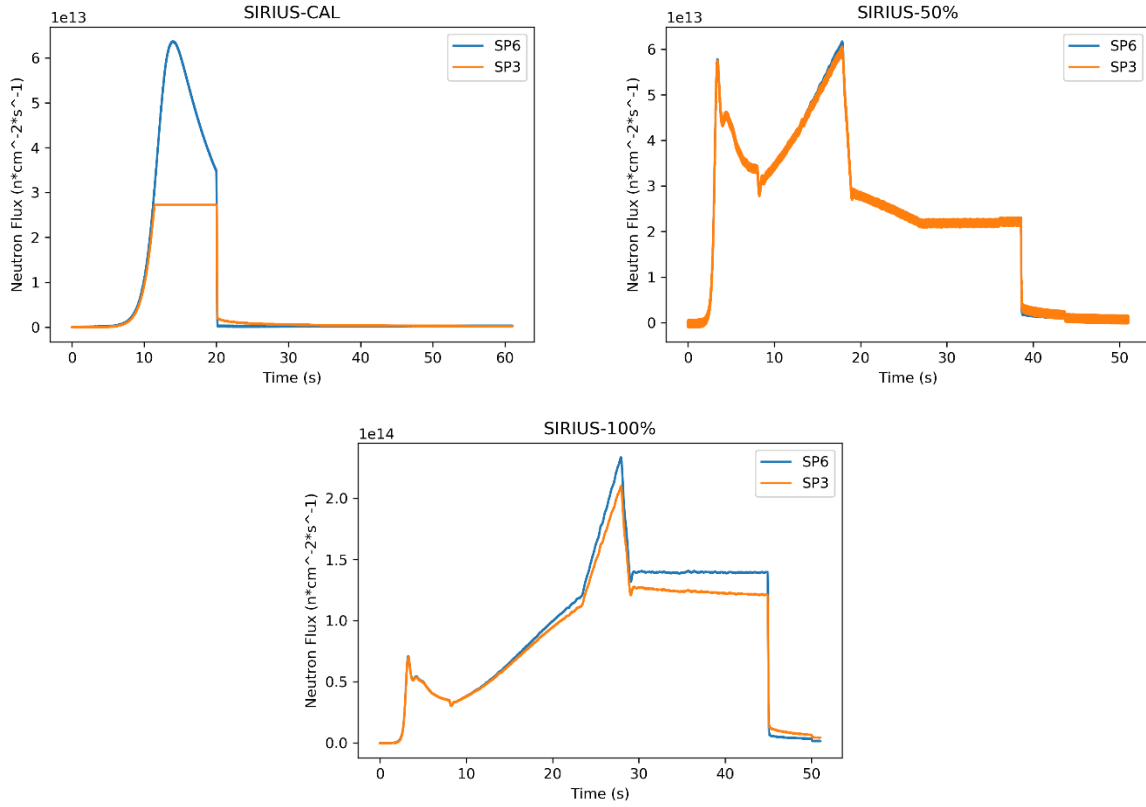 SIRIUS-CAL
1e13
SP6
SP3
6
5
4
3
2
1
0
Neutron Flux (n*cm^-2*s^-1)
0 10 20 30 40 50 60
Time (s)
SIRIUS-50%
1e13
SP6
SP3
6
5
4
3
2
1
0
Neutron Flux (n*cm^-2*s^-1)
0 10 20 30 40 50
Time (s)
SIRIUS-100%
1e14
SP6
SP3
2.0
1.5
1.0
0.5
0.0
Neutron Flux (n*cm^-2*s^-1)
0 10 20 30 40 50
Time (s)